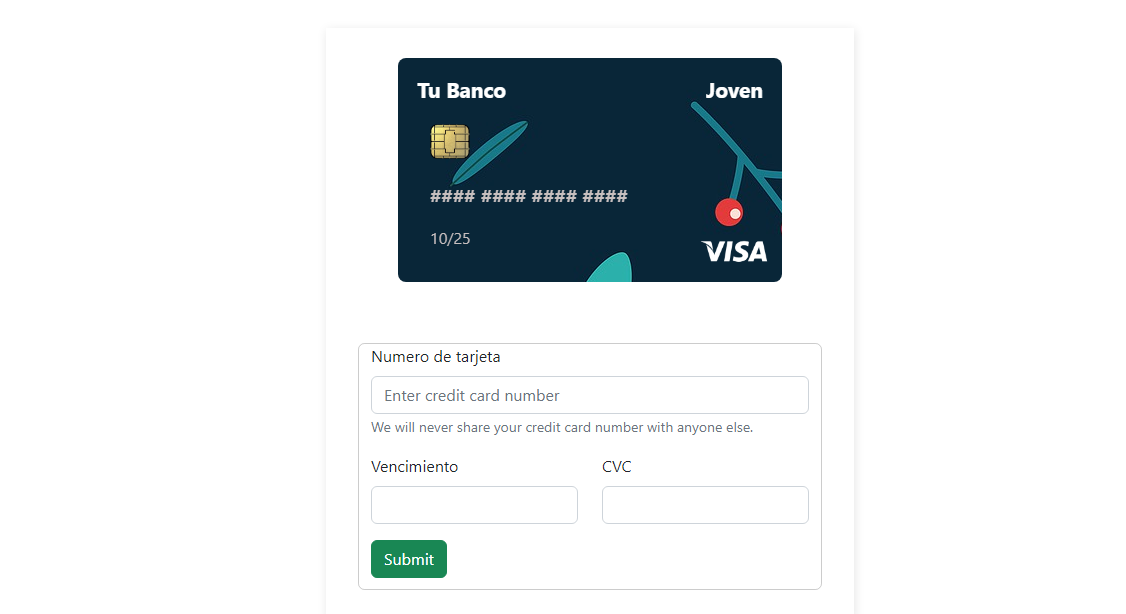 Tu Banco Joven
#### #### #### ####
10/25
VISA
Numero de tarjeta
Enter credit card number
We will never share your credit card number with anyone else.
Vencimiento CVC
Submit